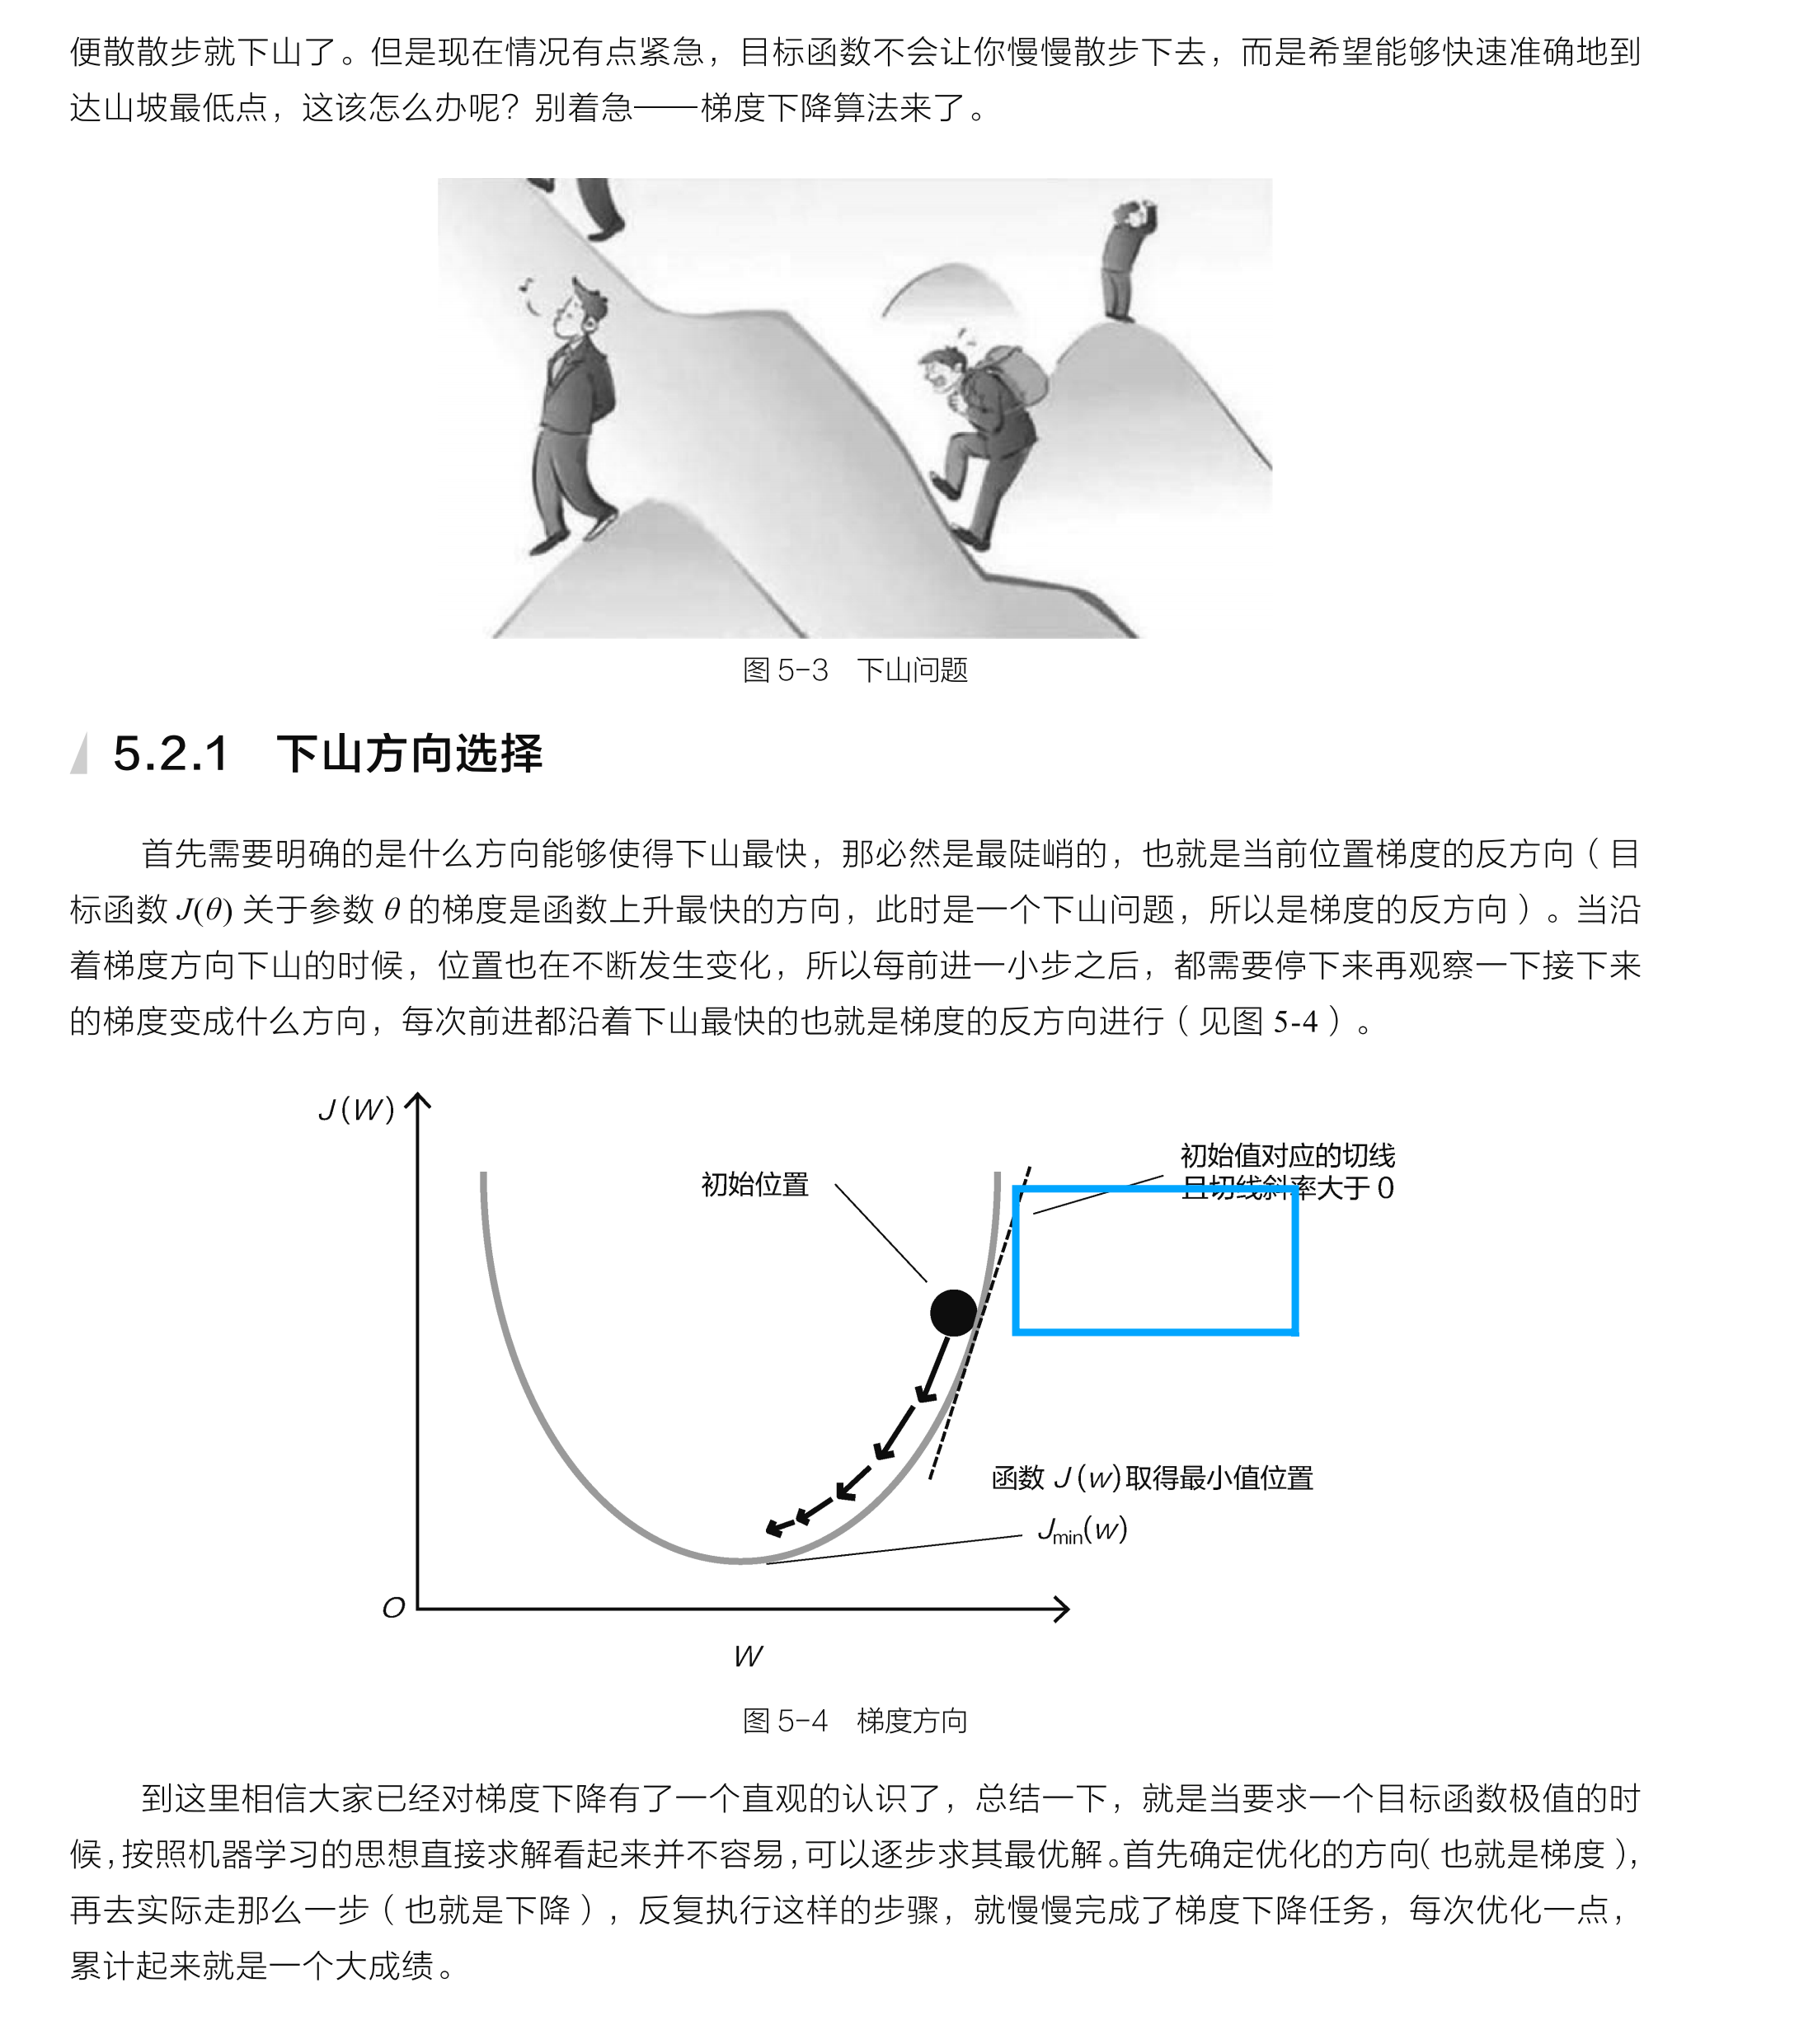 便散散步就下山了。但是现在情况有点紧急，目标函数不会让你慢慢散步下去，而是希望能够快速准确地到
达山坡最低点，这该怎么办呢？别着急——梯度下降算法来了。
图 5-3　下山问题
5.2.1　下山方向选择
首先需要明确的是什么方向能够使得下山最快，那必然是最陡峭的，也就是当前位置梯度的反方向（目
标函数 J(θ) 关于参数 θ 的梯度是函数上升最快的方向，此时是一个下山问题，所以是梯度的反方向）。当沿
着梯度方向下山的时候，位置也在不断发生变化，所以每前进一小步之后，都需要停下来再观察一下接下来
的梯度变成什么方向，每次前进都沿着下山最快的也就是梯度的反方向进行（见图 5-4）。
J(W)
初始位置
初始值对应的切线
且切线斜率大于 0
函数 J(w)取得最小值位置
Jmin(w)
O
W
图 5-4　梯度方向
到这里相信大家已经对梯度下降有了一个直观的认识了，总结一下，就是当要求一个目标函数极值的时
候，按照机器学习的思想直接求解看起来并不容易，可以逐步求其最优解。首先确定优化的方向（也就是梯度），
再去实际走那么一步（也就是下降），反复执行这样的步骤，就慢慢完成了梯度下降任务，每次优化一点，
累计起来就是一个大成绩。